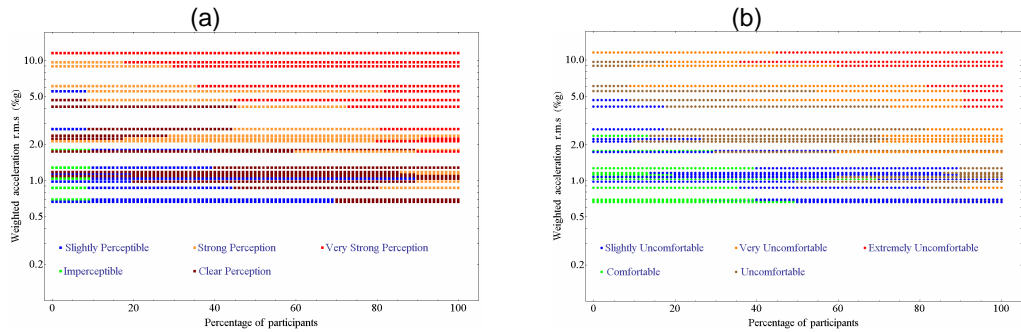 (a)
Weighted acceleration r.m.s (%g)
10.0
5.0
2.0
1.0
0.5
0.2
Slightly Perceptible Strong Perception Very Strong Perception
Imperceptible Clear Perception
0 20 40 60 80 100
Percentage of participants
(b)
Weighted acceleration r.m.s (%g)
10.0
5.0
2.0
1.0
0.5
0.2
Slightly Uncomfortable Very Uncomfortable Extremely Uncomfortable
Comfortable Uncomfortable
0 20 40 60 80 100
Percentage of participants